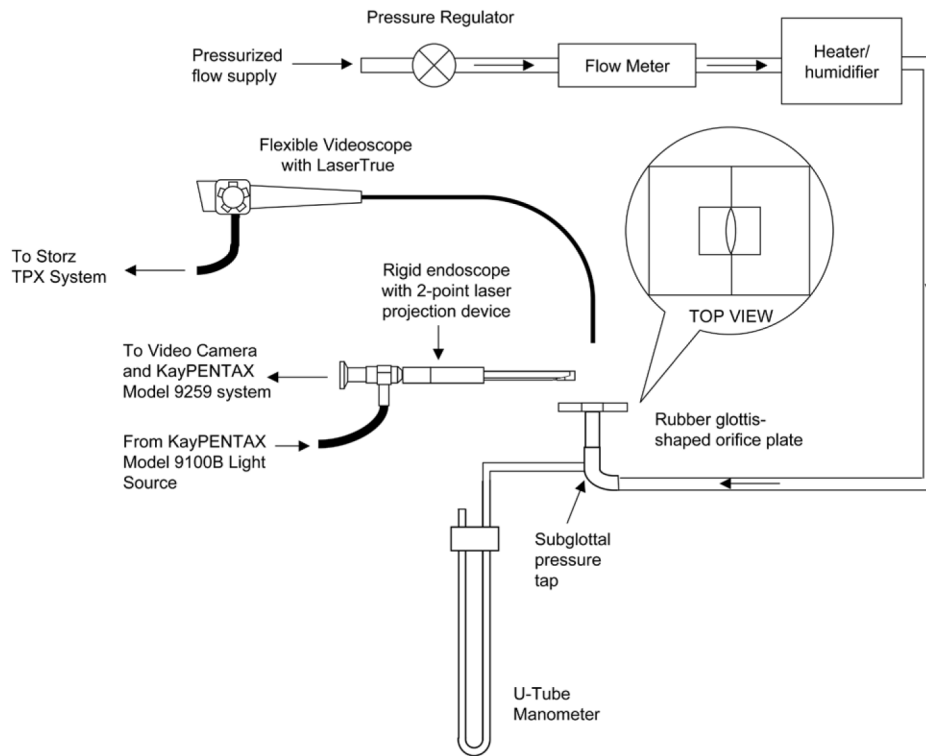 Pressure Regulator
Pressurized
flow supply
Flow Meter
Heater/
humidifier
Flexible Videoscope
with LaserTrue
To Storz
TPX System
Rigid endoscope
with 2-point laser
projection device
TOP VIEW
To Video Camera
and KayPENTAX
Model 9259 system
Rubber glottis-
shaped orifice plate
From KayPENTAX
Model 9100B Light
Source
Subglottal
pressure
tap
U-Tube
Manometer